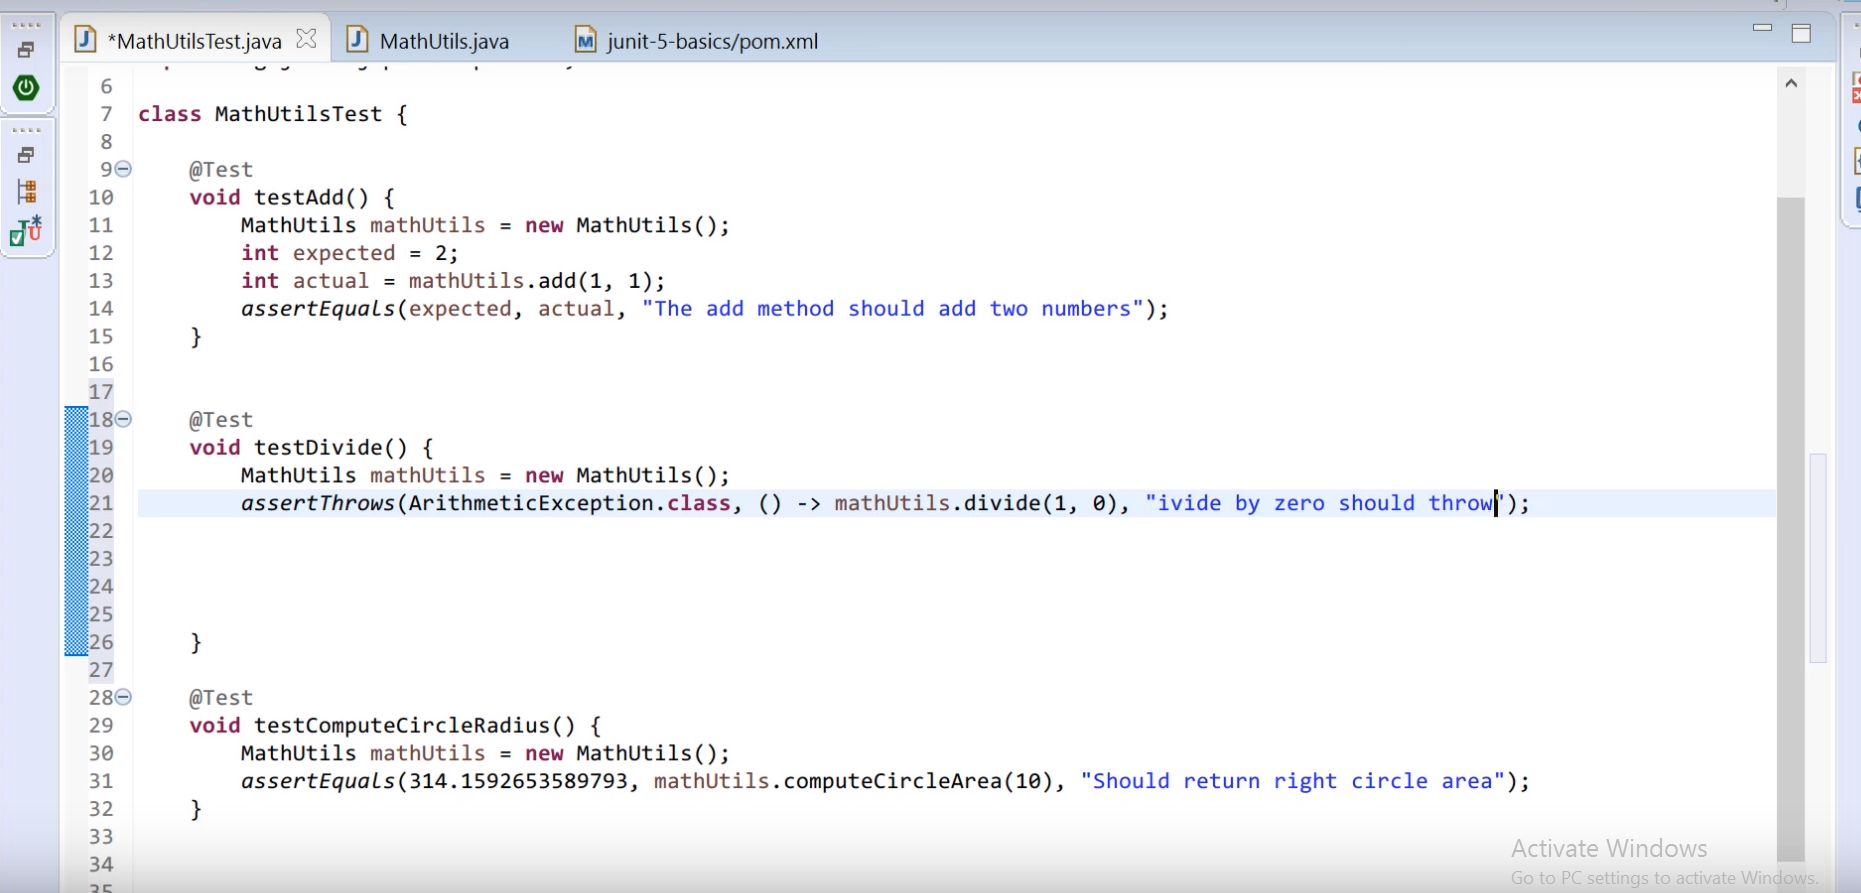 *MathUtilsTest.java
MathUtils.java
junit-5-basics/pom.xml
6
7 class MathUtilsTest {
8
9 @Test
10 void testAdd() {
11 MathUtils mathUtils = new MathUtils();
12 int expected = 2;
13 int actual = mathUtils.add(1, 1);
14 assertEquals(expected, actual, "The add method should add two numbers");
15 }
16
17
18 @Test
19 void testDivide() {
20 MathUtils mathUtils = new MathUtils();
21 assertThrows(ArithmeticException.class, () -> mathUtils.divide(1, 0), "ivide by zero should throw");
22
23
24
25
26 }
27
28 @Test
29 void testComputeCircleRadius() {
30 MathUtils mathUtils = new MathUtils();
31 assertEquals(314.1592653589793, mathUtils.computeCircleArea(10), "Should return right circle area");
32 }
33
34
35
Activate Windows
Go to PC settings to activate Windows.